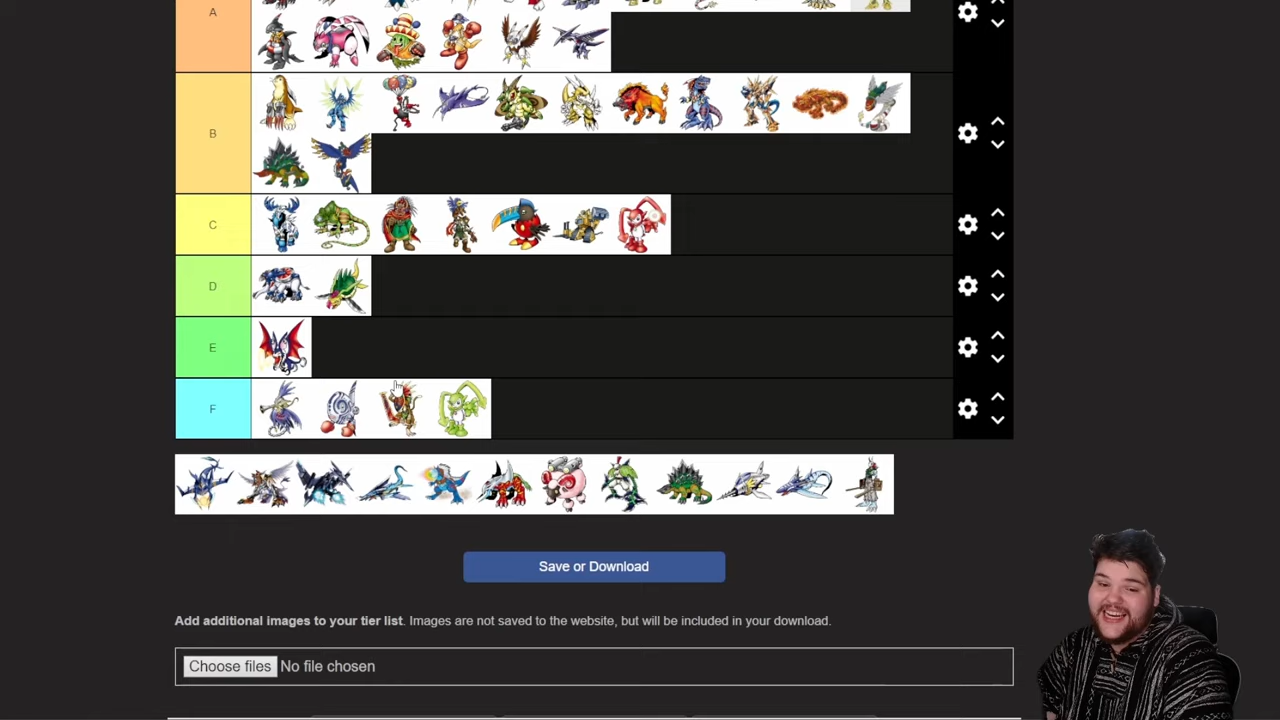 A
B
C
D
E
F
Save or Download
Add additional images to your tier list. Images are not saved to the website, but will be included in your download.
Choose files No file chosen